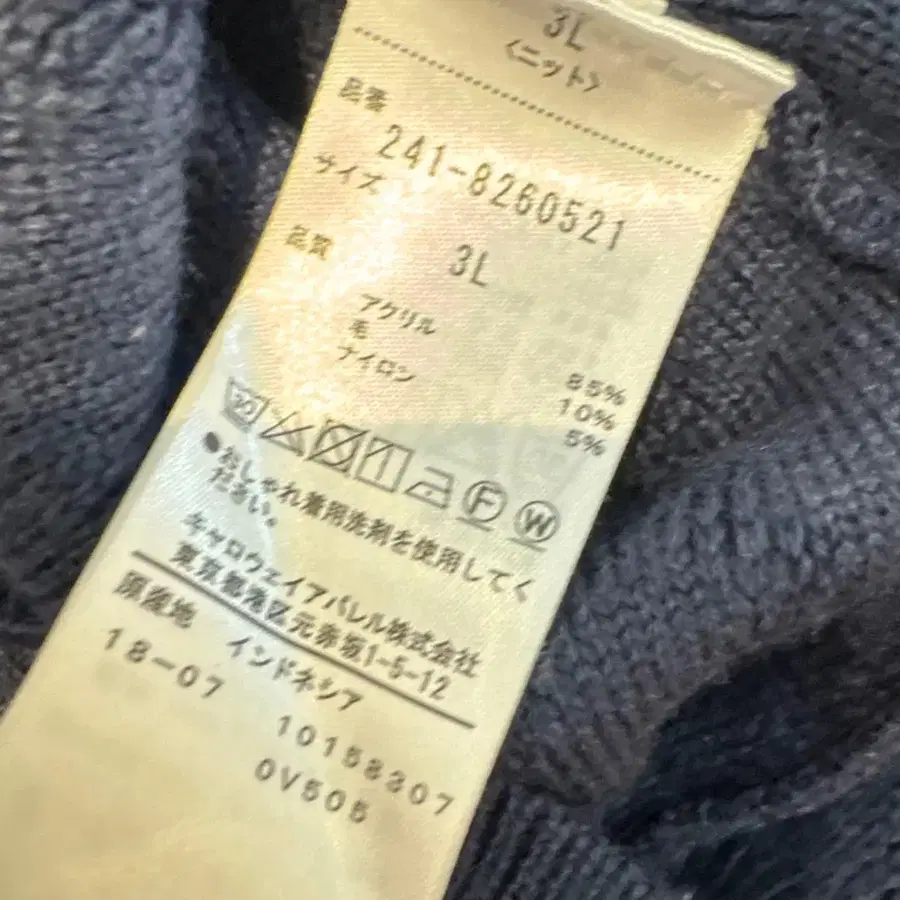 3L
〈ニット〉
品番
241-8260521
サイズ
3L
品質
アクリル 85%
毛 10%
ナイロン 5%
30 F W
●おしゃれ着用洗剤を使用してく
ださい。
キャロウェイアパレル株式会社
東京都港区元赤坂1-5-12
原産地 インドネシア
18-07 10158307
0V505